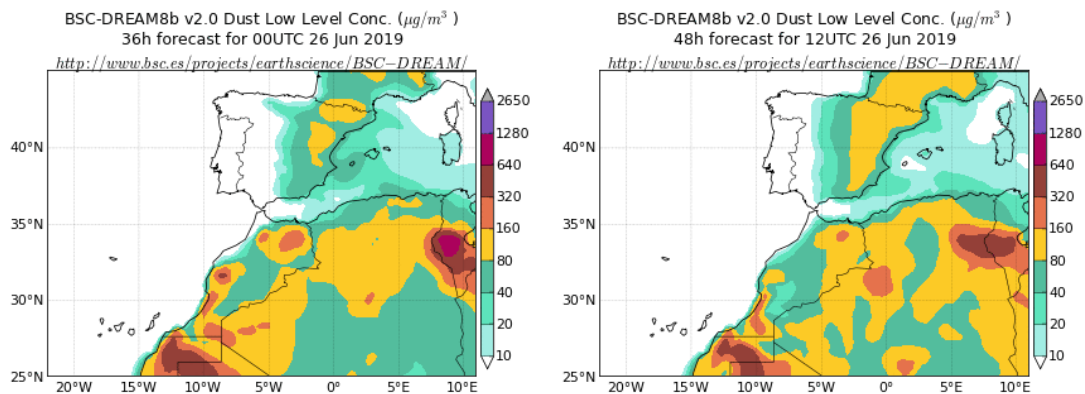 BSC-DREAM8b v2.0 Dust Low Level Conc. (μg/m³ )
36h forecast for 00UTC 26 Jun 2019
http://www.bsc.es/projects/earthscience/BSC−DREAM/
40°N
35°N
30°N
25°N
20°W 15°W 10°W 5°W 0° 5°E 10°E
2650
1280
640
320
160
80
40
20
10
BSC-DREAM8b v2.0 Dust Low Level Conc. (μg/m³ )
48h forecast for 12UTC 26 Jun 2019
http://www.bsc.es/projects/earthscience/BSC−DREAM/
40°N
35°N
30°N
25°N
20°W 15°W 10°W 5°W 0° 5°E 10°E
2650
1280
640
320
160
80
40
20
10